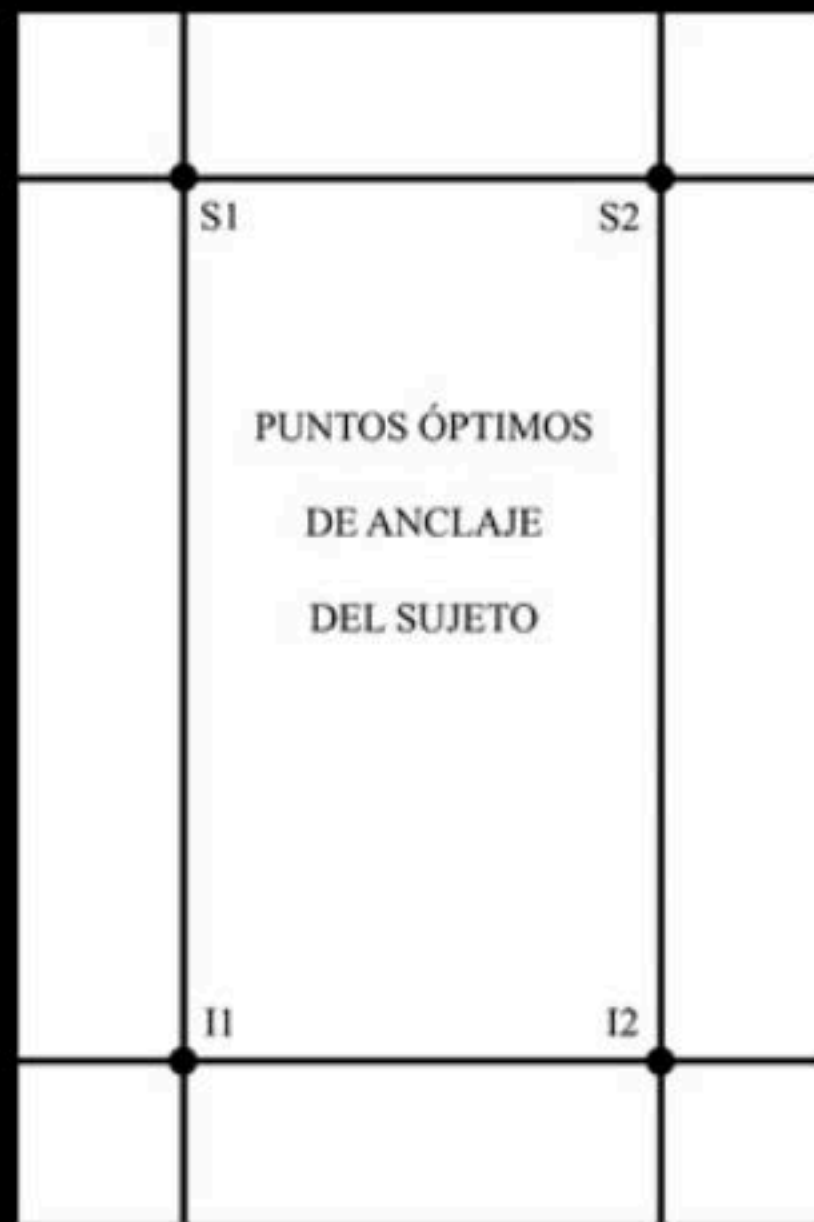 S1 S2
PUNTOS ÓPTIMOS
DE ANCLAJE
DEL SUJETO
I1 I2